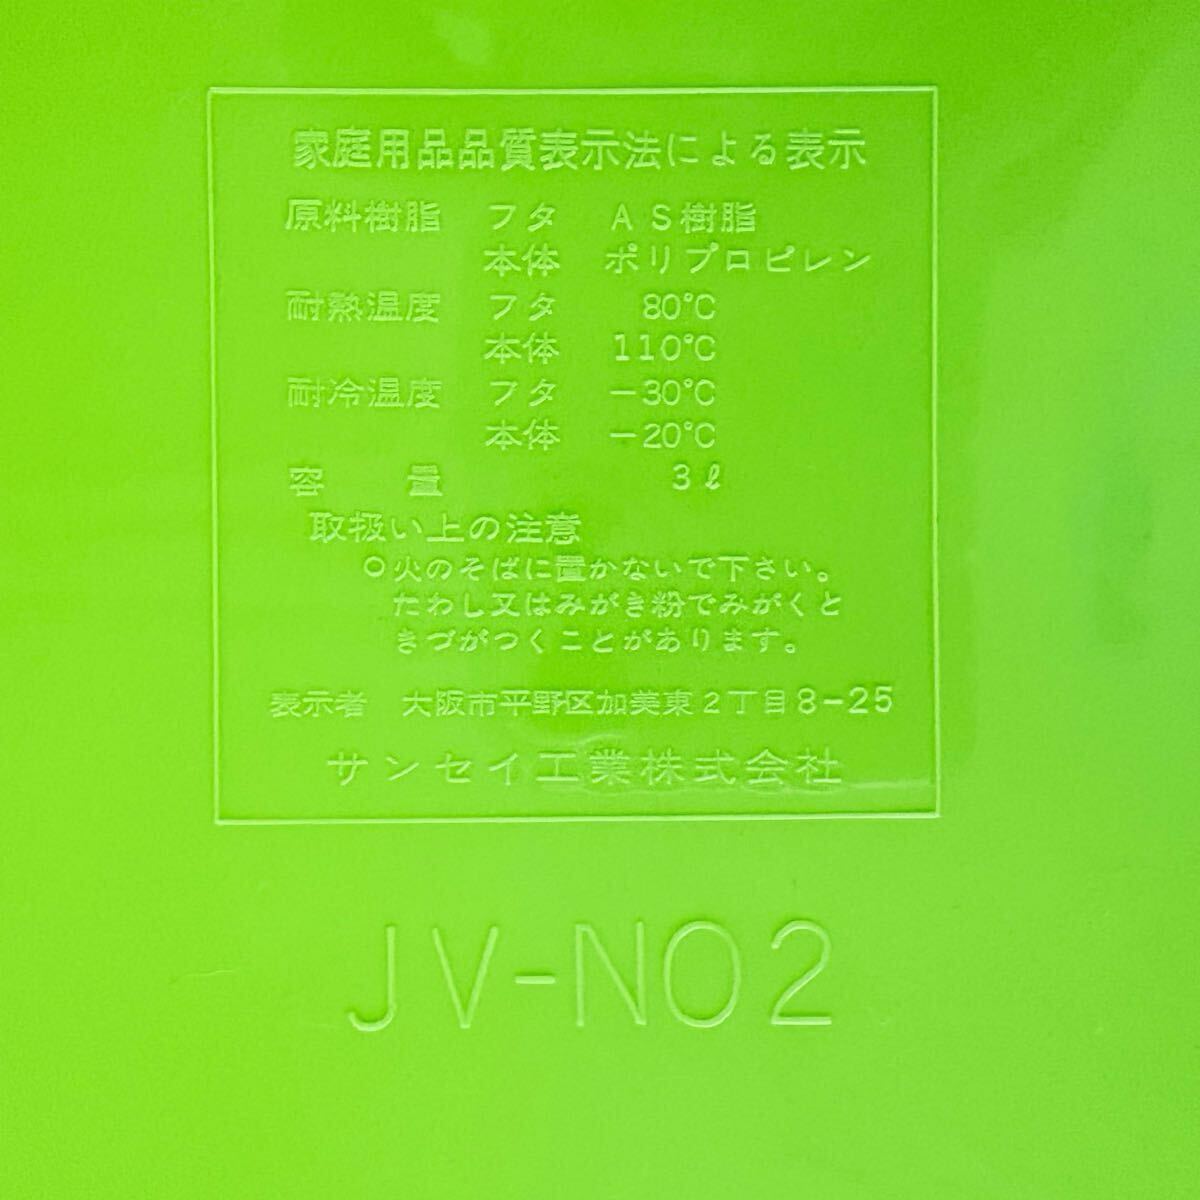 家庭用品品質表示法による表示
原料樹脂 フタ AS樹脂
本体 ポリプロピレン
耐熱温度 フタ 80℃
本体 110℃
耐冷温度 フタ -30℃
本体 -20℃
容量 3ℓ
取扱い上の注意
○火のそばに置かないで下さい。
たわし又はみがき粉でみがくと
きづがつくことがあります。
表示者 大阪市平野区加美東2丁目8-25
サンセイ工業株式会社
JV-NO2